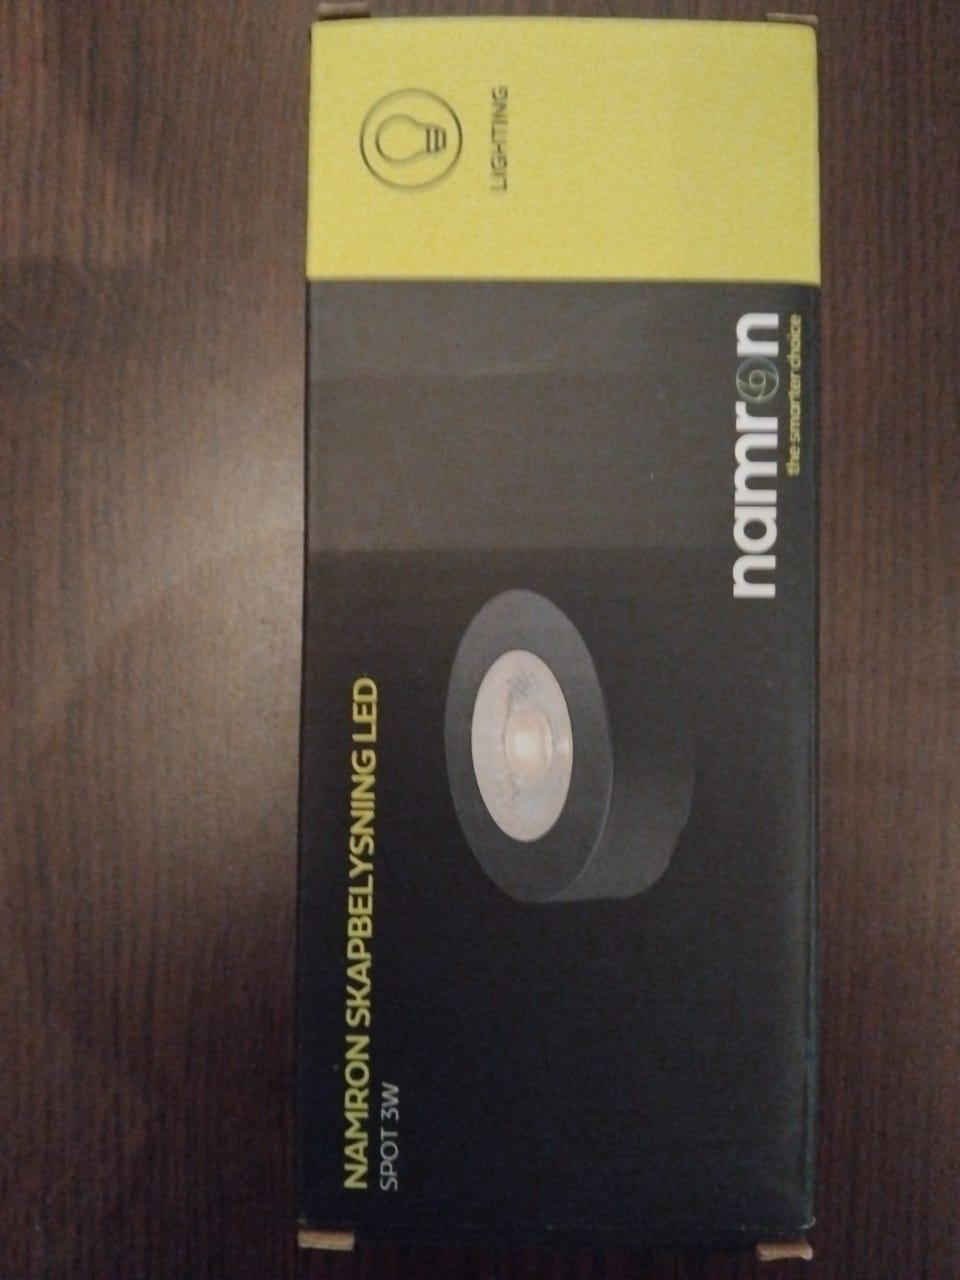 NAMRON SKAPBELYSNING LED
SPOT 3W
LIGHTING
namron
the smarter choice